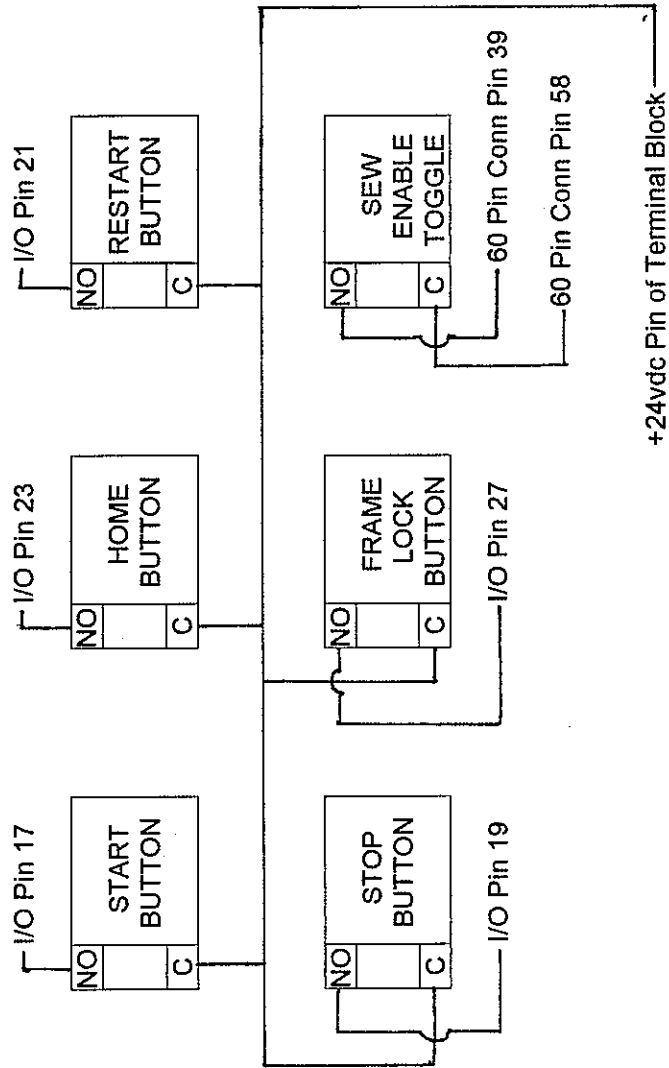 I/O Pin 17
NO
C
START
BUTTON
I/O Pin 23
NO
C
HOME
BUTTON
I/O Pin 21
NO
C
RESTART
BUTTON
NO
C
STOP
BUTTON
I/O Pin 19
NO
C
FRAME
LOCK
BUTTON
I/O Pin 27
NO
C
SEW
ENABLE
TOGGLE
60 Pin Conn Pin 39
60 Pin Conn Pin 58
+24vdc Pin of Terminal Block